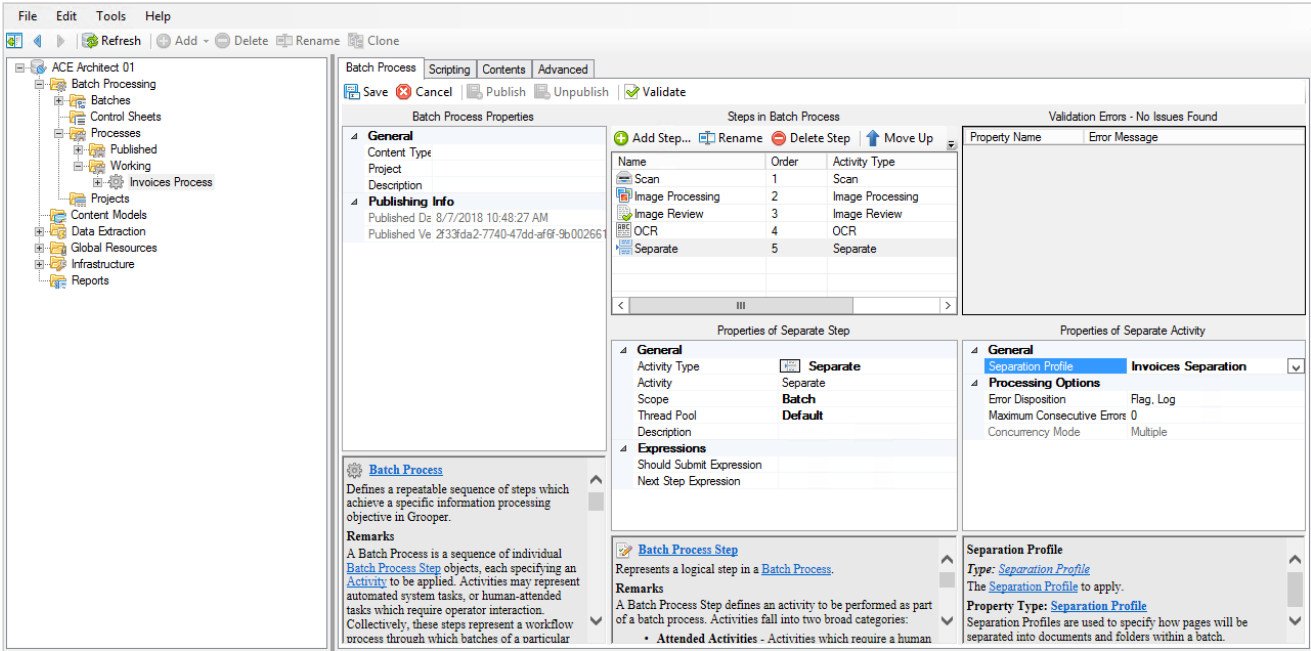 File Edit Tools Help
Refresh Add Delete Rename Clone
ACE Architect 01
Batch Processing
Batches
Control Sheets
Processes
Published
Working
Invoices Process
Projects
Content Models
Data Extraction
Global Resources
Infrastructure
Reports
Batch Process Scripting Contents Advanced
Save Cancel Publish Unpublish Validate
Batch Process Properties
General
Content Type
Project
Description
Publishing Info
Published Da 8/7/2018 10:48:27 AM
Published Ve 2f33fda2-7740-47dd-af6f-9b002661
Batch Process
Defines a repeatable sequence of steps which
achieve a specific information processing
objective in Grooper.
Remarks
A Batch Process is a sequence of individual
Batch Process Step objects, each specifying an
Activity to be applied. Activities may represent
automated system tasks, or human-attended
tasks which require operator interaction.
Collectively, these steps represent a workflow
process through which batches of a particular
Steps in Batch Process
Add Step... Rename Delete Step Move Up
Name Order Activity Type
Scan 1 Scan
Image Processing 2 Image Processing
Image Review 3 Image Review
ABC OCR 4 OCR
Separate 5 Separate
Properties of Separate Step
General
Activity Type Separate
Activity Separate
Scope Batch
Thread Pool Default
Description
Expressions
Should Submit Expression
Next Step Expression
Batch Process Step
Represents a logical step in a Batch Process.
Remarks
A Batch Process Step defines an activity to be performed as part
of a batch process. Activities fall into two broad categories:
• Attended Activities - Activities which require a human
Validation Errors - No Issues Found
Property Name Error Message
Properties of Separate Activity
General
Separation Profile Invoices Separation
Processing Options
Error Disposition Flag, Log
Maximum Consecutive Errors 0
Concurrency Mode Multiple
Separation Profile
Type: Separation Profile
The Separation Profile to apply.
Property Type: Separation Profile
Separation Profiles are used to specify how pages will be
separated into documents and folders within a batch.